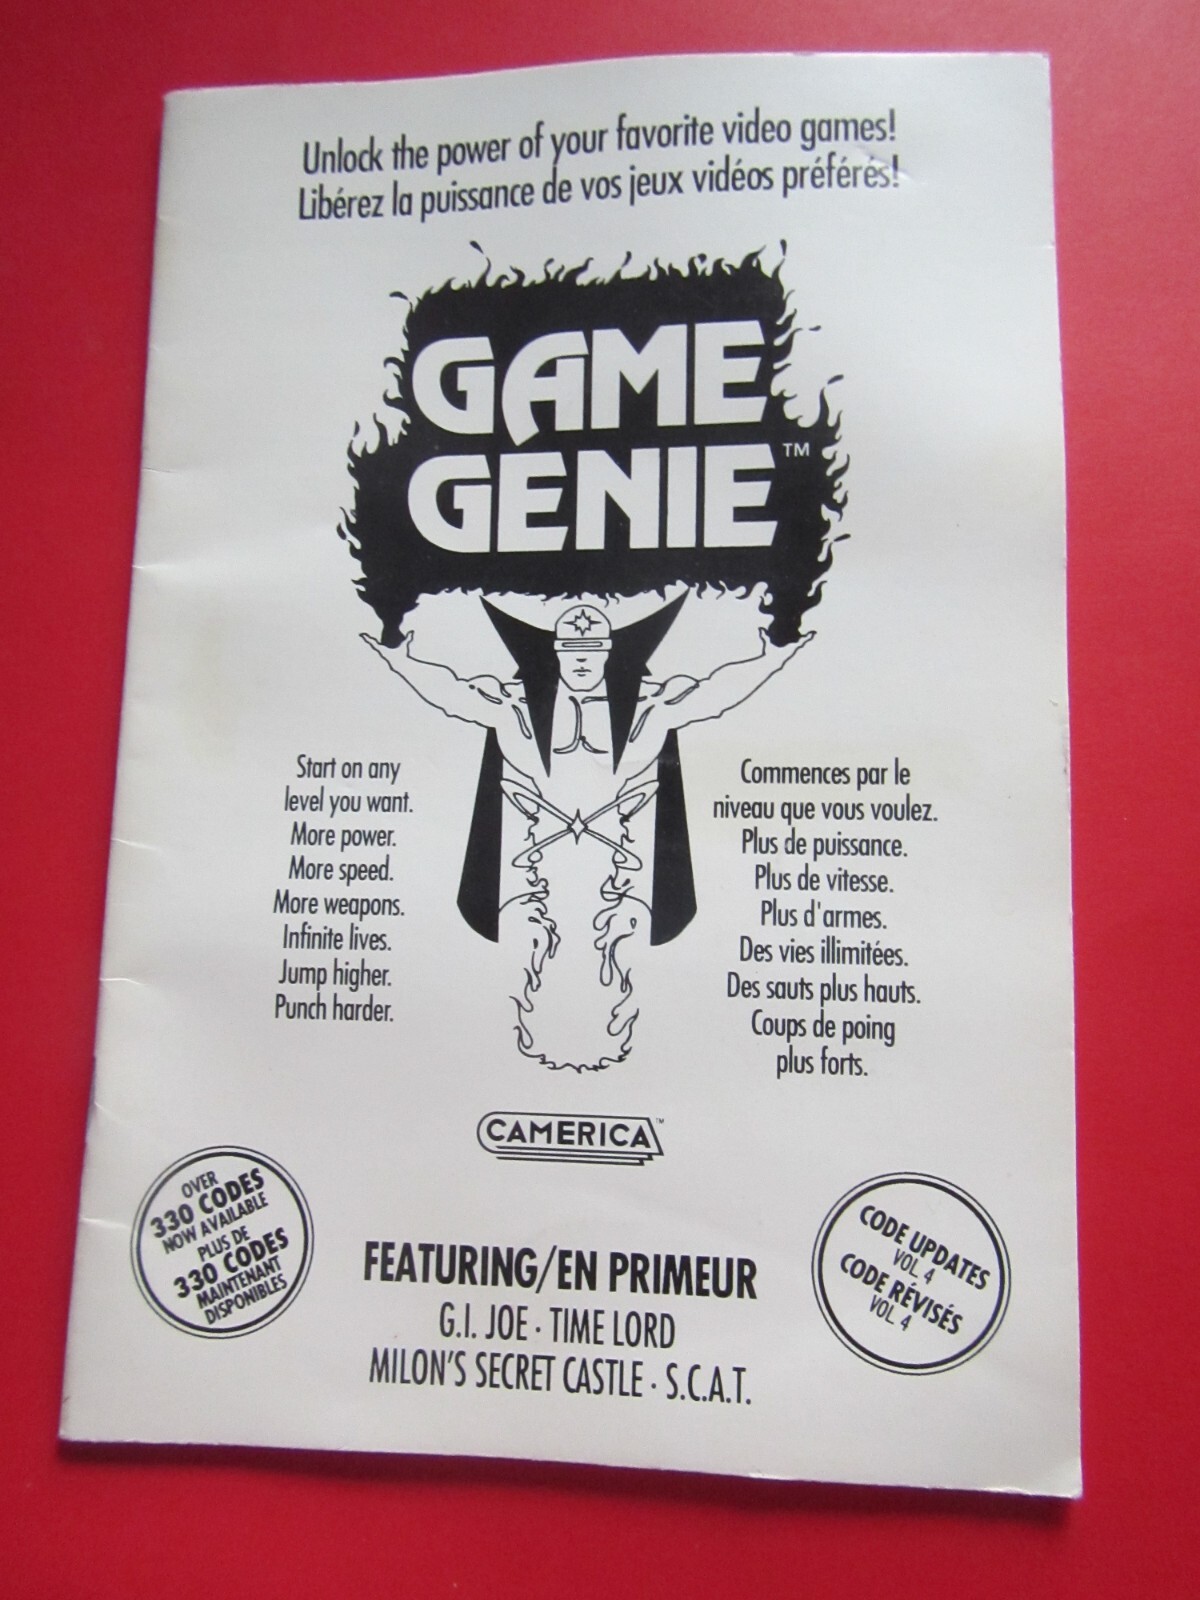 Unlock the power of your favorite video games!
Libérez la puissance de vos jeux vidéos préférés!
GAME
GENIE™
Start on any
level you want.
More power.
More speed.
More weapons.
Infinite lives.
Jump higher.
Punch harder.
Commences par le
niveau que vous voulez.
Plus de puissance.
Plus de vitesse.
Plus d'armes.
Des vies illimitées.
Des sauts plus hauts.
Coups de poing
plus forts.
CAMERICA™
OVER
330 CODES
NOW AVAILABLE
PLUS DE
330 CODES
MAINTENANT
DISPONIBLES
FEATURING/EN PRIMEUR
G.I. JOE · TIME LORD
MILON'S SECRET CASTLE · S.C.A.T.
CODE UPDATES
VOL. 4
CODE RÉVISÉS
VOL. 4